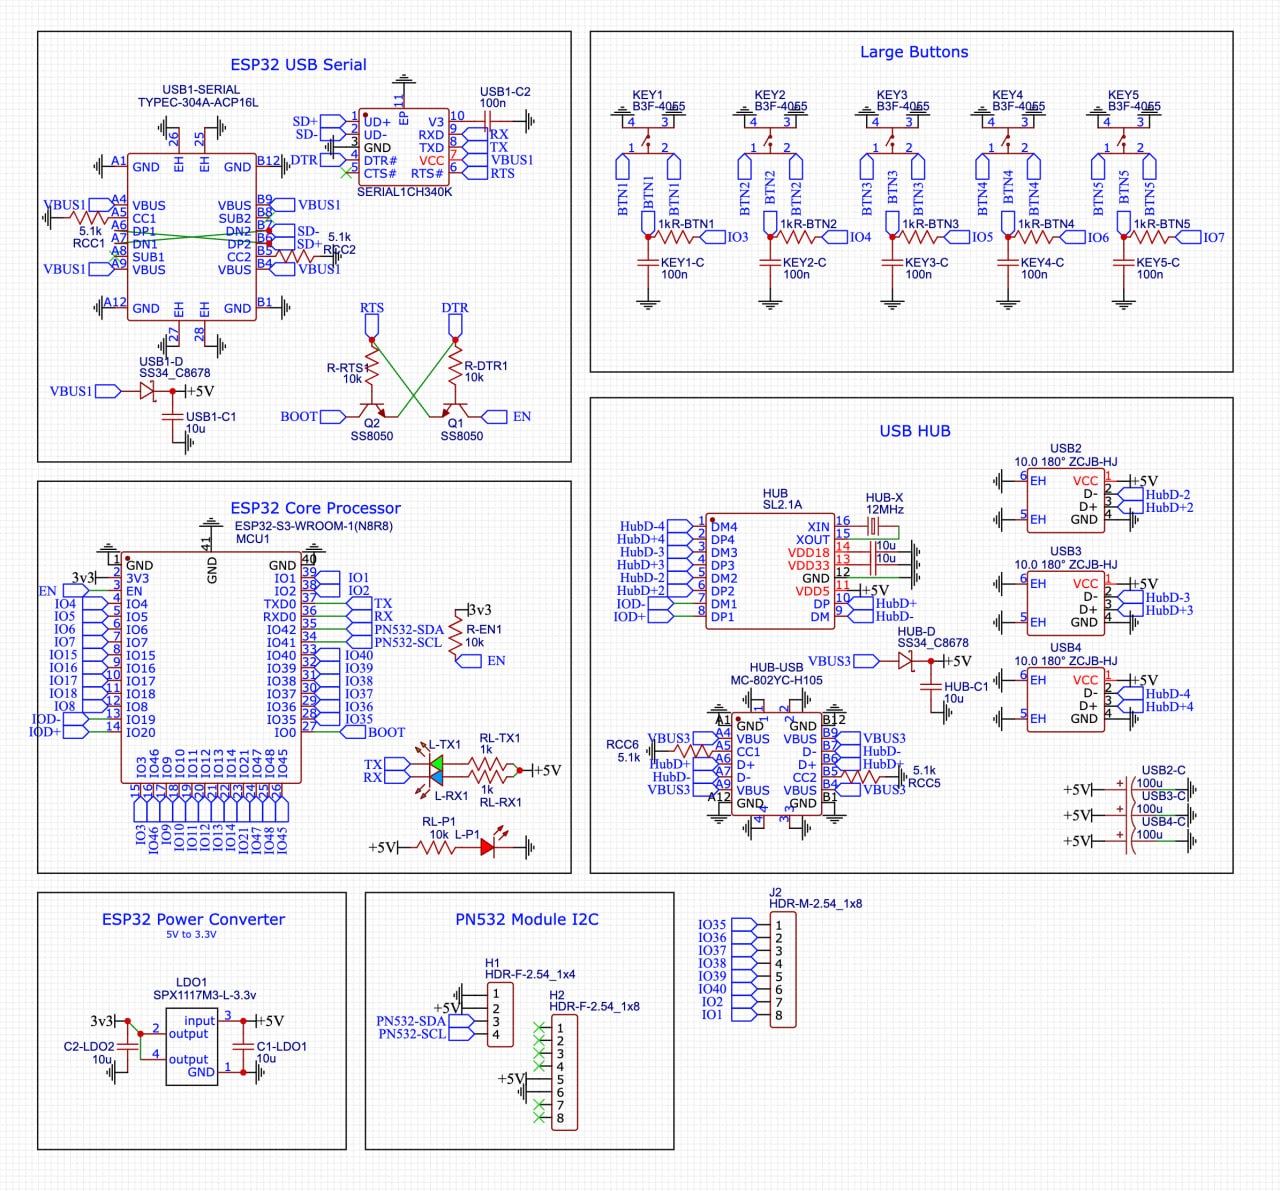 ESP32 USB Serial
USB1-SERIAL
TYPEC-304A-ACP16L
26
25
A1 GND EH EH GND B12
A4 VBUS VBUS B9
A5 CC1 SUB2 B8
A6 DP1 DN2 B7
A7 DN1 DP2 B6
A8 SUB1 CC2 B5
A9 VBUS VBUS B4
A12 GND EH EH GND B1
27
28
VBUS1
5.1k
RCC1
VBUS1
VBUS1
SD-
SD+
5.1k
RCC2
VBUS1
USB1-C2
100n
11
EP
SD+ 1 UD+ V3 10
SD- 2 UD- RXD 9 RX
3 GND TXD 8 TX
DTR 4 DTR# VCC 7 VBUS1
5 CTS# RTS# 6 RTS
SERIAL1CH340K
USB1-D
SS34_C8678
VBUS1
+5V
USB1-C1
10u
RTS
DTR
R-RTS1
10k
R-DTR1
10k
BOOT
Q2
SS8050
Q1
SS8050
EN
Large Buttons
KEY1
B3F-4055
KEY2
B3F-4055
KEY3
B3F-4055
KEY4
B3F-4055
KEY5
B3F-4055
4 3
4 3
4 3
4 3
4 3
1 2
1 2
1 2
1 2
1 2
BTN1 BTN1 BTN1
BTN2 BTN2 BTN2
BTN3 BTN3 BTN3
BTN4 BTN4 BTN4
BTN5 BTN5 BTN5
1kR-BTN1
IO3
1kR-BTN2
IO4
1kR-BTN3
IO5
1kR-BTN4
IO6
1kR-BTN5
IO7
KEY1-C
100n
KEY2-C
100n
KEY3-C
100n
KEY4-C
100n
KEY5-C
100n
ESP32 Core Processor
ESP32-S3-WROOM-1(N8R8)
MCU1
41
GND
1 GND GND 40
3v3 2 3V3 IO1 39 IO1
EN 3 EN IO2 38 IO2
IO4 4 IO4 TXD0 37 TX
IO5 5 IO5 RXD0 36 RX
IO6 6 IO6 IO42 35 PN532-SDA
IO7 7 IO7 IO41 34 PN532-SCL
IO15 8 IO15 IO40 33 IO40
IO16 9 IO16 IO39 32 IO39
IO17 10 IO17 IO38 31 IO38
IO18 11 IO18 IO37 30 IO37
IO8 12 IO8 IO36 29 IO36
IOD- 13 IO19 IO35 28 IO35
IOD+ 14 IO20 IO0 27 BOOT
IO3 IO46 IO9 IO10 IO11 IO12 IO13 IO14 IO21 IO47 IO48 IO45
15 16 17 18 19 20 21 22 23 24 25 26
IO3 IO46 IO9 IO10 IO11 IO12 IO13 IO14 IO21 IO47 IO48 IO45
3v3
R-EN1
10k
EN
L-TX1
RL-TX1
1k
TX
RX
+5V
L-RX1
1k
RL-RX1
RL-P1
10k L-P1
+5V
USB HUB
HUB
SL2.1A
HUB-X
12MHz
HubD-4 1 DM4 XIN 16
HubD+4 2 DP4 XOUT 15
HubD-3 3 DM3 VDD18 14 10u
HubD+3 4 DP3 VDD33 13 10u
HubD-2 5 DM2 GND 12
HubD+2 6 DP2 VDD5 11 +5V
IOD- 7 DM1 DP 10 HubD+
IOD+ 8 DP1 DM 9 HubD-
USB2
10.0 180° ZCJB-HJ
6 EH VCC 1 +5V
D- 2 HubD-2
D+ 3 HubD+2
5 EH GND 4
USB3
10.0 180° ZCJB-HJ
6 EH VCC 1 +5V
D- 2 HubD-3
D+ 3 HubD+3
5 EH GND 4
USB4
10.0 180° ZCJB-HJ
6 EH VCC 1 +5V
D- 2 HubD-4
D+ 3 HubD+4
5 EH GND 4
HUB-D
SS34_C8678
VBUS3
+5V
HUB-C1
10u
HUB-USB
MC-802YC-H105
1 2
A1 GND GND B12
VBUS3 A4 VBUS VBUS B9 VBUS3
RCC6
5.1k
A5 CC1 D- B7 HubD-
HubD+ A6 D+ D+ B6 HubD+
HubD- A7 D- CC2 B5
5.1k
RCC5
VBUS3 A9 VBUS VBUS B4 VBUS3
A12 GND GND B1
4 3
USB2-C
+5V
100u
USB3-C
+5V
100u
USB4-C
+5V
100u
ESP32 Power Converter
5V to 3.3V
LDO1
SPX1117M3-L-3.3v
3v3
2 output
input 3
+5V
C2-LDO2
10u
4 output
GND 1
C1-LDO1
10u
PN532 Module I2C
H1
HDR-F-2.54_1x4
1
+5V 2
PN532-SDA 3
PN532-SCL 4
H2
HDR-F-2.54_1x8
1
2
3
4
+5V 5
6
7
8
J2
HDR-M-2.54_1x8
IO35 1
IO36 2
IO37 3
IO38 4
IO39 5
IO40 6
IO2 7
IO1 8